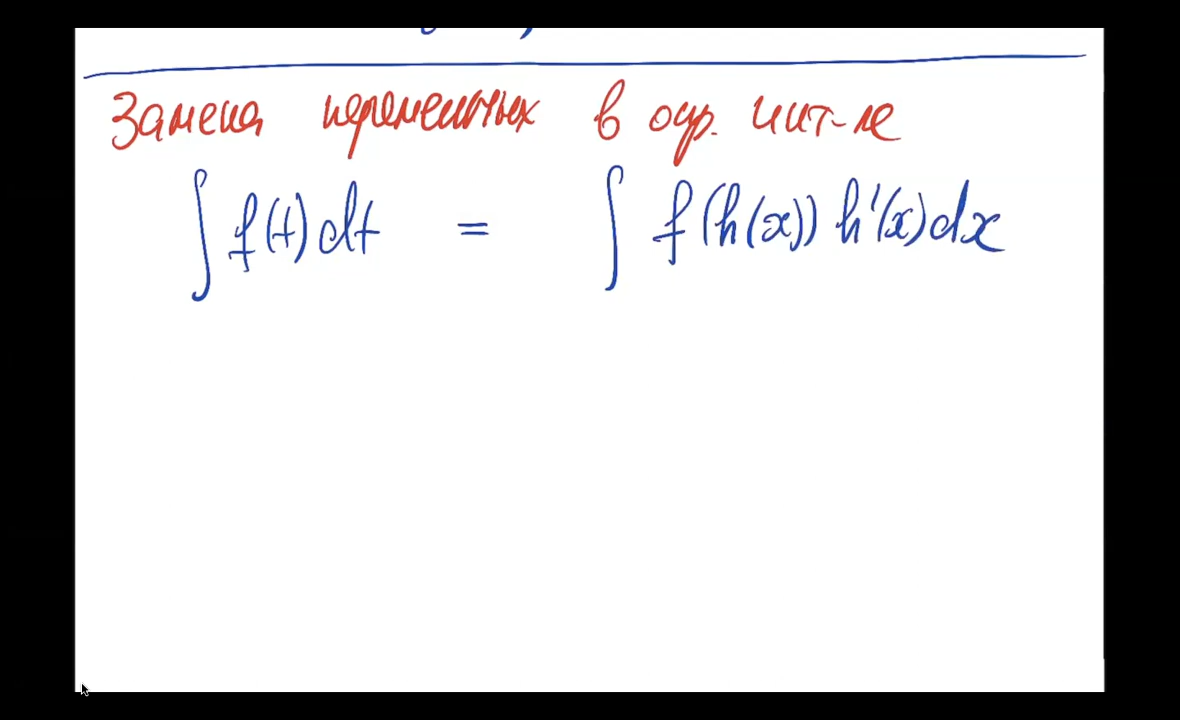 Замена переменных в опр. инт-ле
∫ f(t) dt = ∫ f(h(x)) h'(x) dx